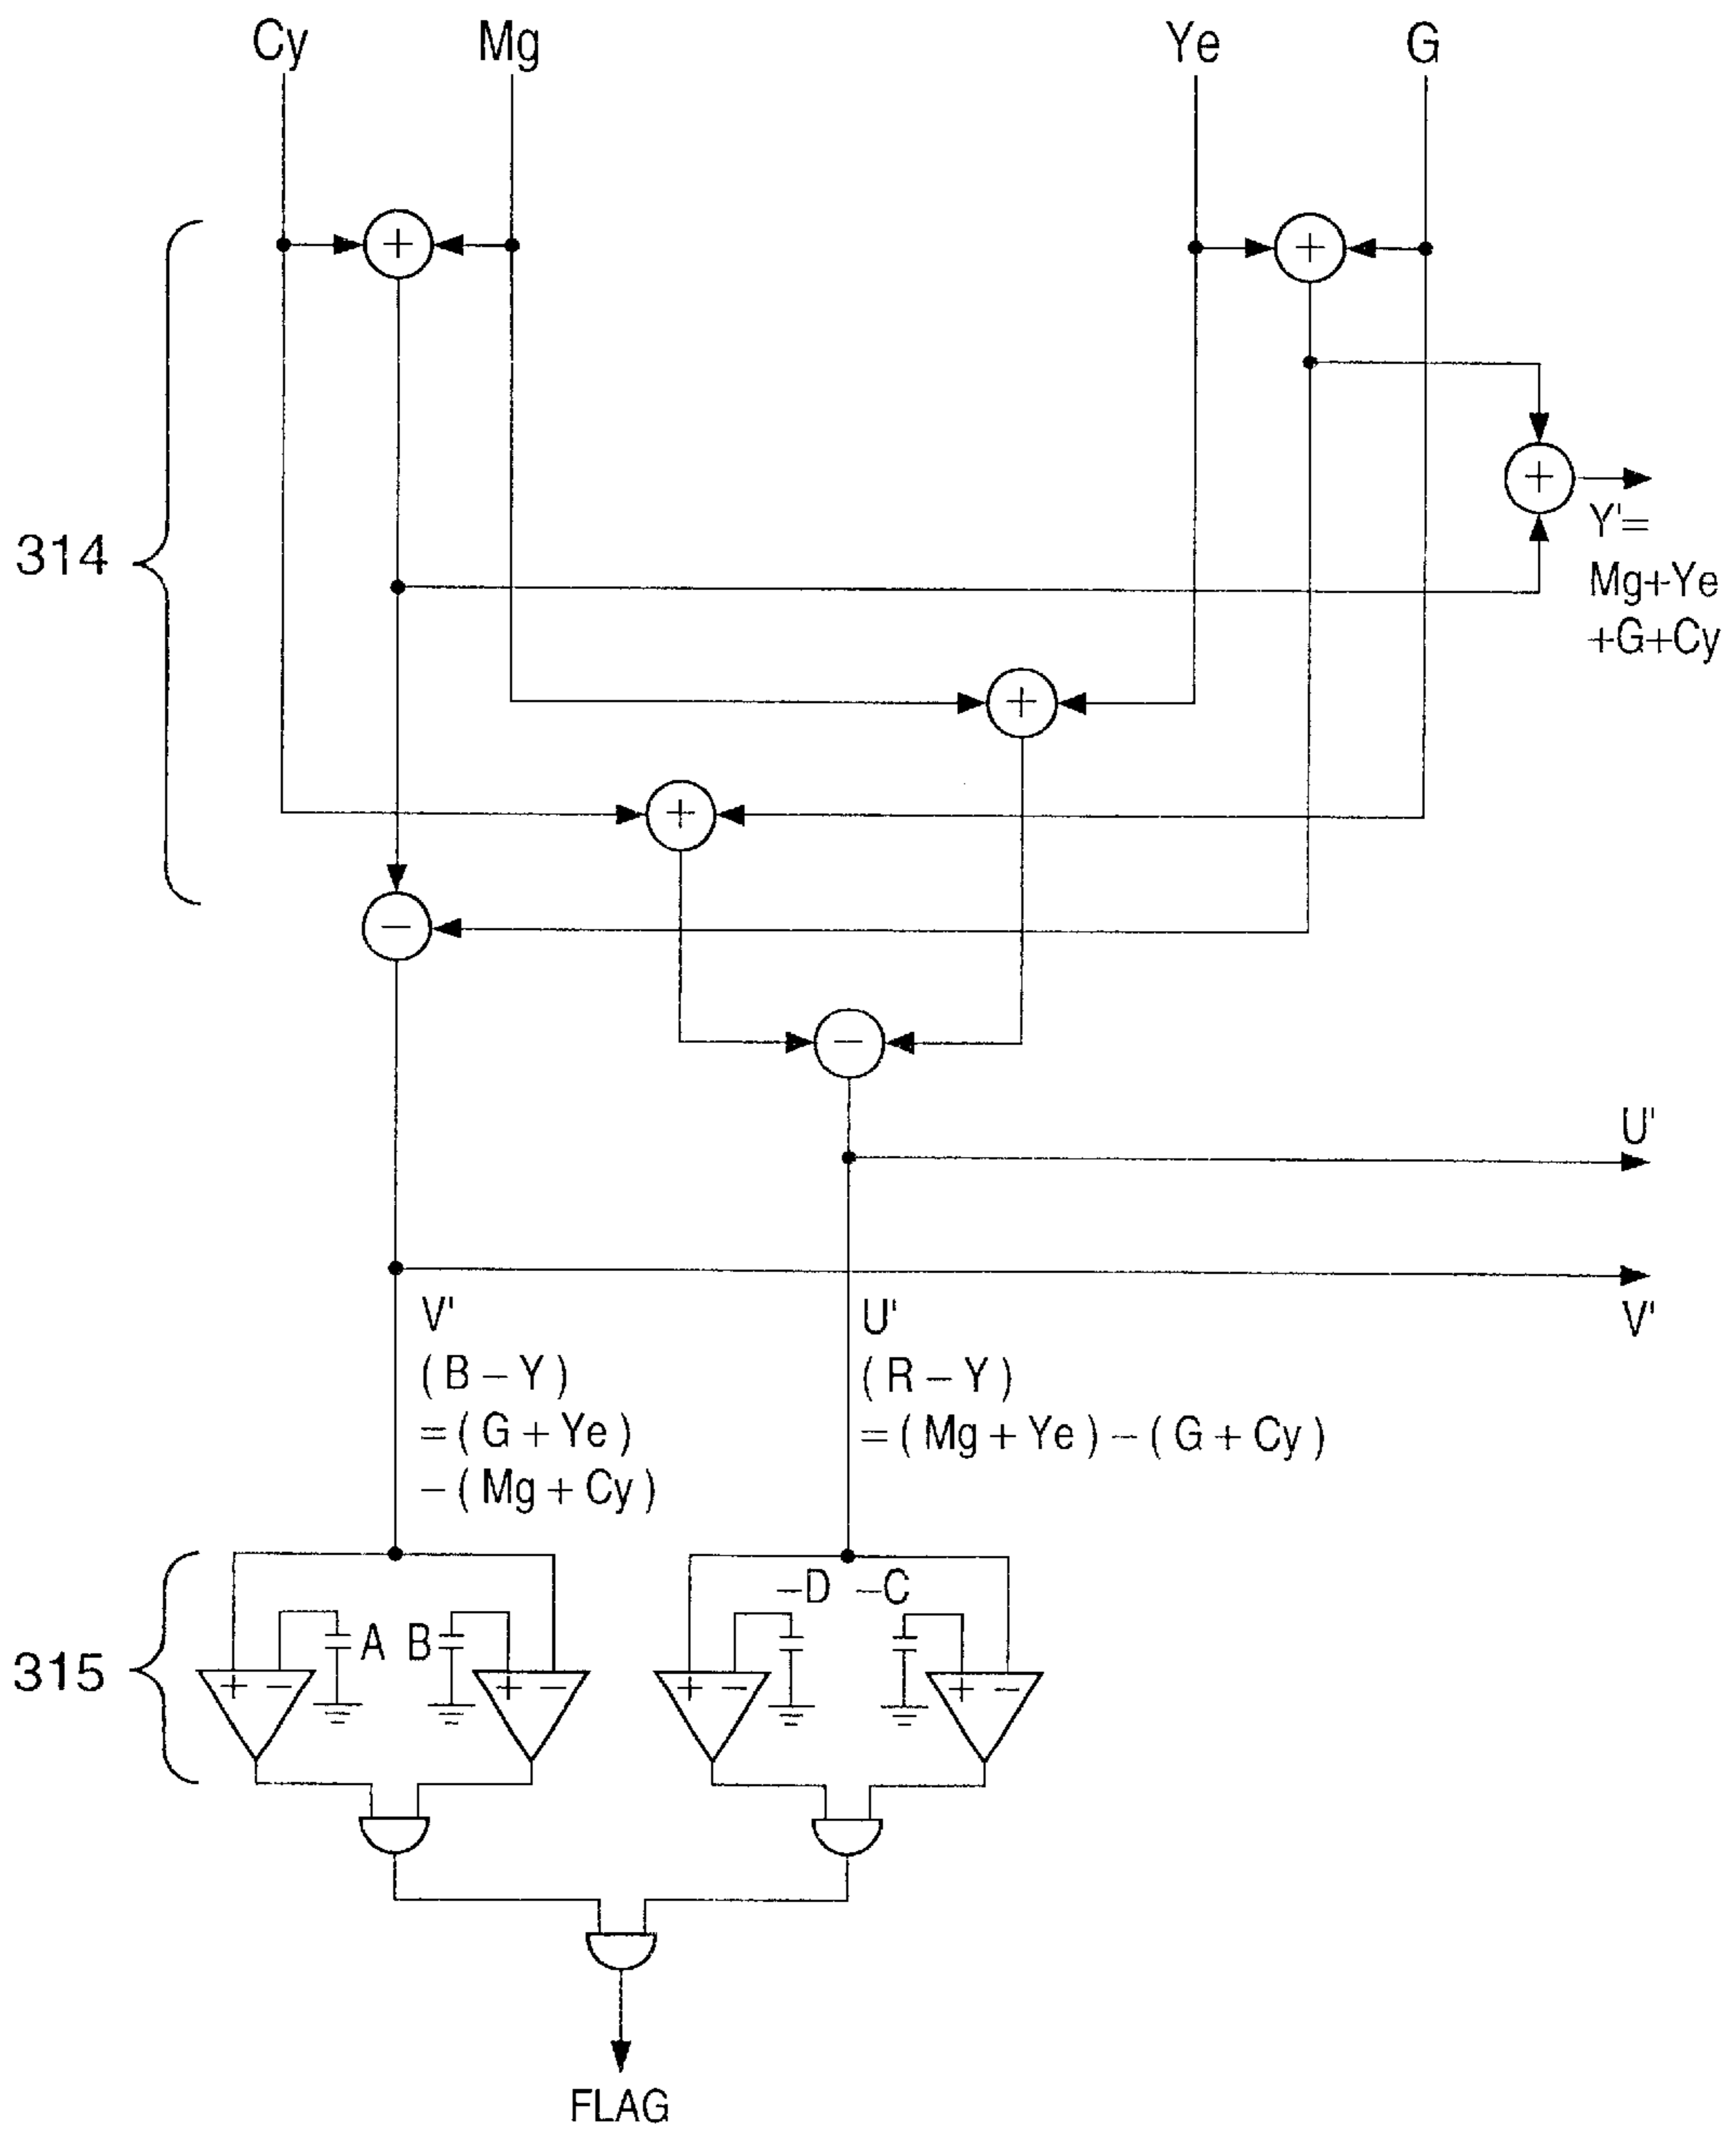 Cy Mg Ye G
+ +
+
Y'=
Mg+Ye
+G+Cy
314
+
+
−
−
U'
V'
V'
(B−Y)
=(G+Ye)
−(Mg+Cy)
U'
(R−Y)
=(Mg+Ye)−(G+Cy)
315
A B −D −C
+ − + − + − + −
FLAG